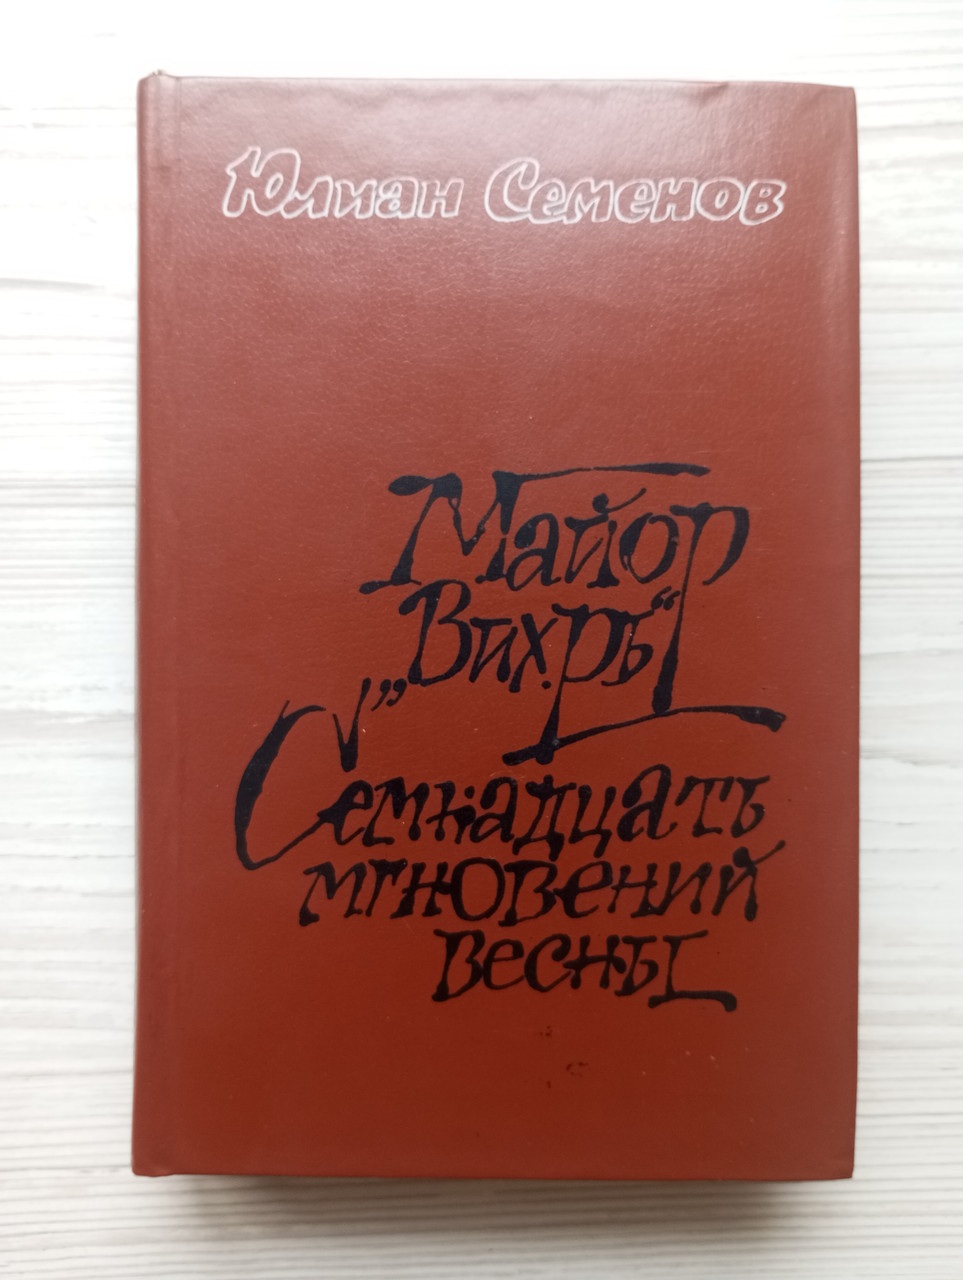 Юлиан Семенов
Майор
„Вихрь“
Семнадцать
мгновений
весны